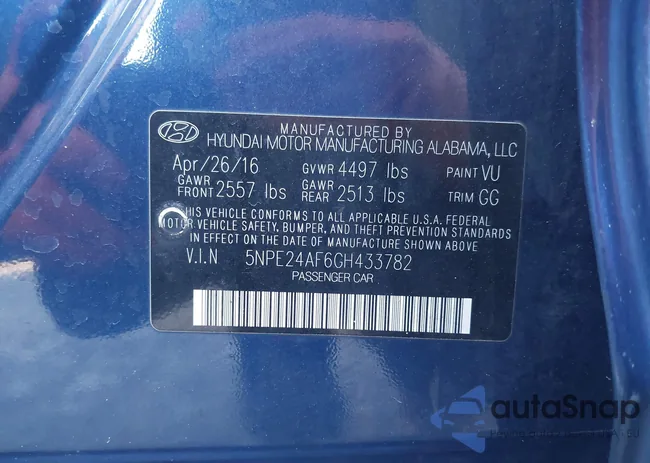 MANUFACTURED BY
HYUNDAI MOTOR MANUFACTURING ALABAMA, LLC
Apr/26/16 GVWR 4497 lbs PAINT VU
GAWR FRONT 2557 lbs GAWR REAR 2513 lbs TRIM GG
THIS VEHICLE CONFORMS TO ALL APPLICABLE U.S.A. FEDERAL
MOTOR VEHICLE SAFETY, BUMPER, AND THEFT PREVENTION STANDARDS
IN EFFECT ON THE DATE OF MANUFACTURE SHOWN ABOVE
V.I.N 5NPE24AF6GH433782
PASSENGER CAR
autoSnap